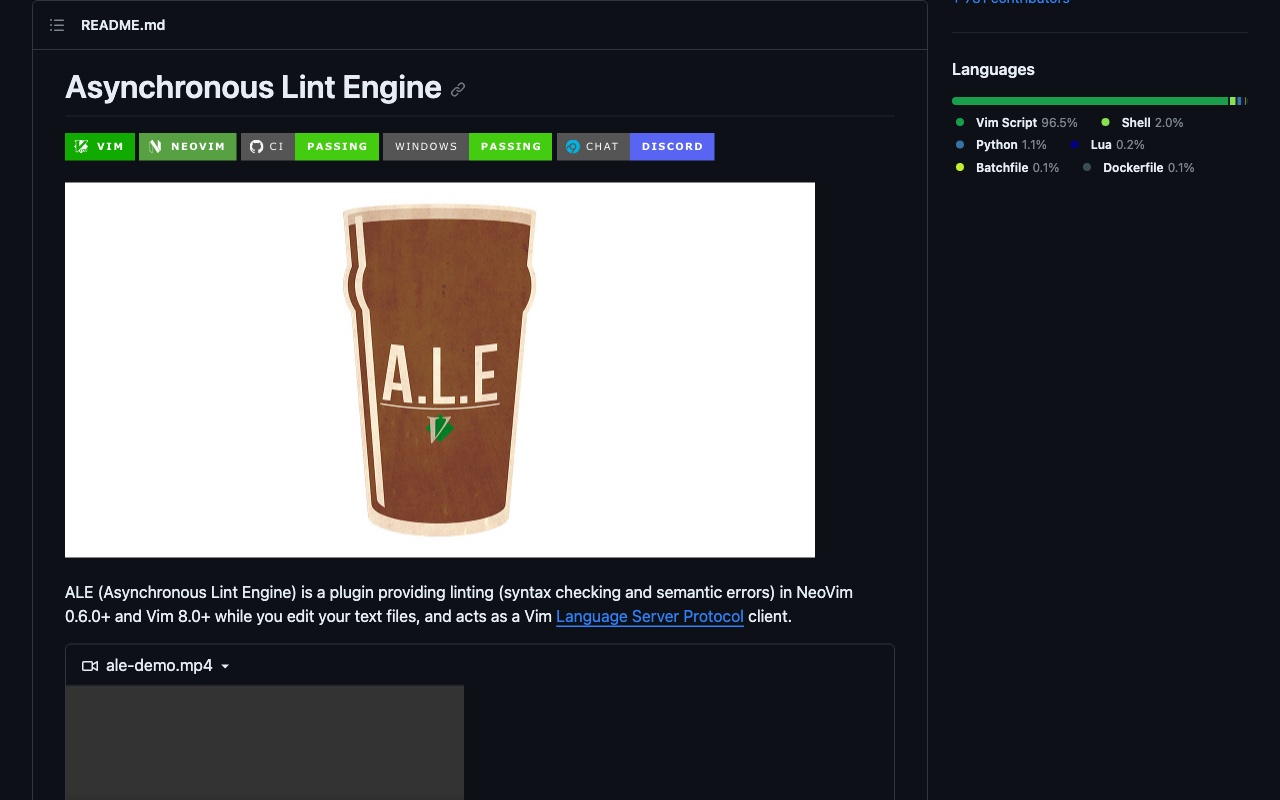 README.md
Asynchronous Lint Engine
VIM NEOVIM CI PASSING WINDOWS PASSING CHAT DISCORD
A.L.E
V
ALE (Asynchronous Lint Engine) is a plugin providing linting (syntax checking and semantic errors) in NeoVim
0.6.0+ and Vim 8.0+ while you edit your text files, and acts as a Vim Language Server Protocol client.
ale-demo.mp4
contributors
Languages
Vim Script 96.5% Shell 2.0%
Python 1.1% Lua 0.2%
Batchfile 0.1% Dockerfile 0.1%